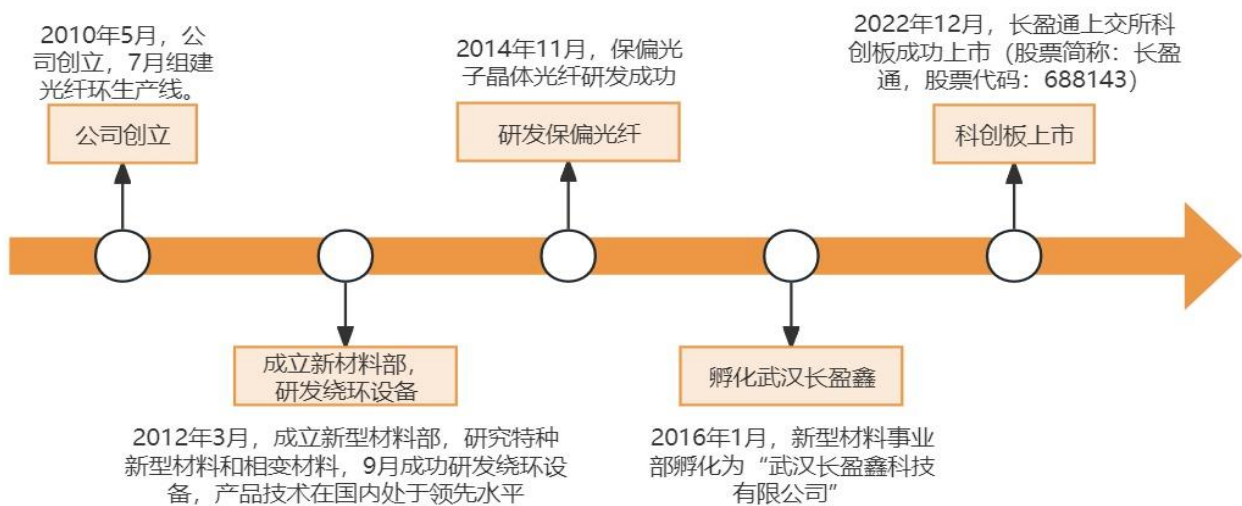 2010年5月，公
司创立，7月组建
光纤环生产线。
公司创立
2014年11月，保偏光
子晶体光纤研发成功
研发保偏光纤
2022年12月，长盈通上交所科
创板成功上市（股票简称：长盈
通，股票代码：688143）
科创板上市
成立新材料部，
研发绕环设备
2012年3月，成立新型材料部，研究特种
新型材料和相变材料，9月成功研发绕环设
备，产品技术在国内处于领先水平
孵化武汉长盈鑫
2016年1月，新型材料事业
部孵化为“武汉长盈鑫科技
有限公司”